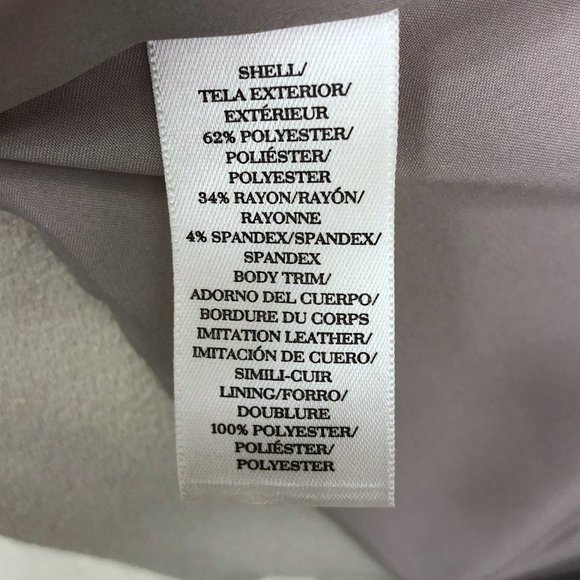 SHELL/
TELA EXTERIOR/
EXTÉRIEUR
62% POLYESTER/
POLIÉSTER/
POLYESTER
34% RAYON/RAYÓN/
RAYONNE
4% SPANDEX/SPANDEX/
SPANDEX
BODY TRIM/
ADORNO DEL CUERPO/
BORDURE DU CORPS
IMITATION LEATHER/
IMITACIÓN DE CUERO/
SIMILI-CUIR
LINING/FORRO/
DOUBLURE
100% POLYESTER/
POLIÉSTER/
POLYESTER